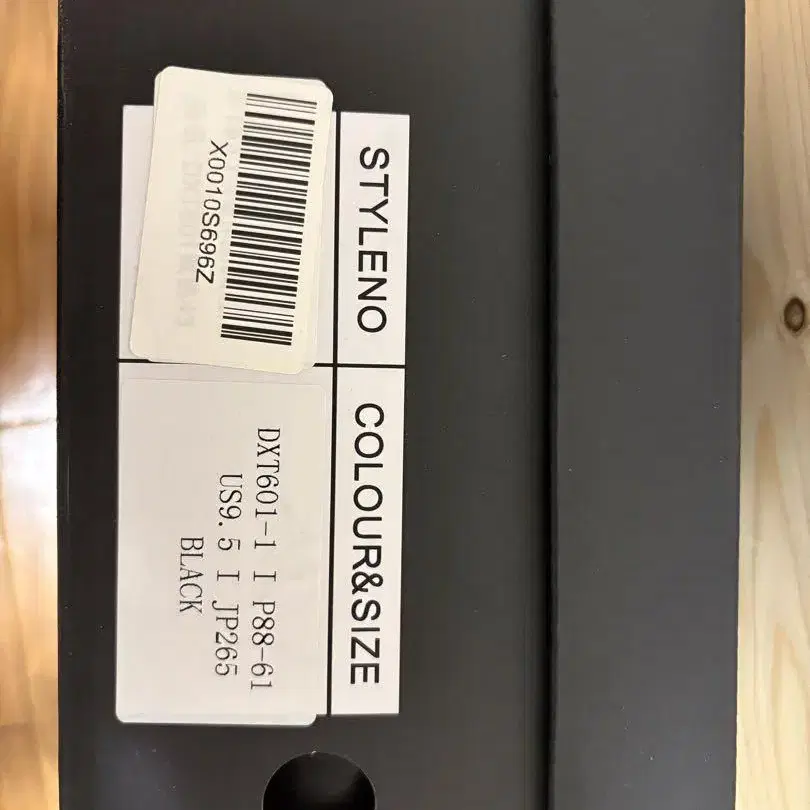 STYLENO
X0010S696Z
COLOUR&SIZE
DXT601-1 I P88-61
US9.5 I JP265
BLACK